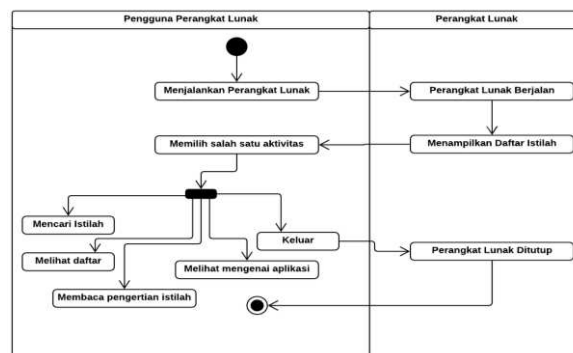 Pengguna Perangkat Lunak
Perangkat Lunak
Menjalankan Perangkat Lunak
Perangkat Lunak Berjalan
Memilih salah satu aktivitas
Menampilkan Daftar Istilah
Mencari Istilah
Keluar
Perangkat Lunak Ditutup
Melihat daftar
Melihat mengenai aplikasi
Membaca pengertian istilah